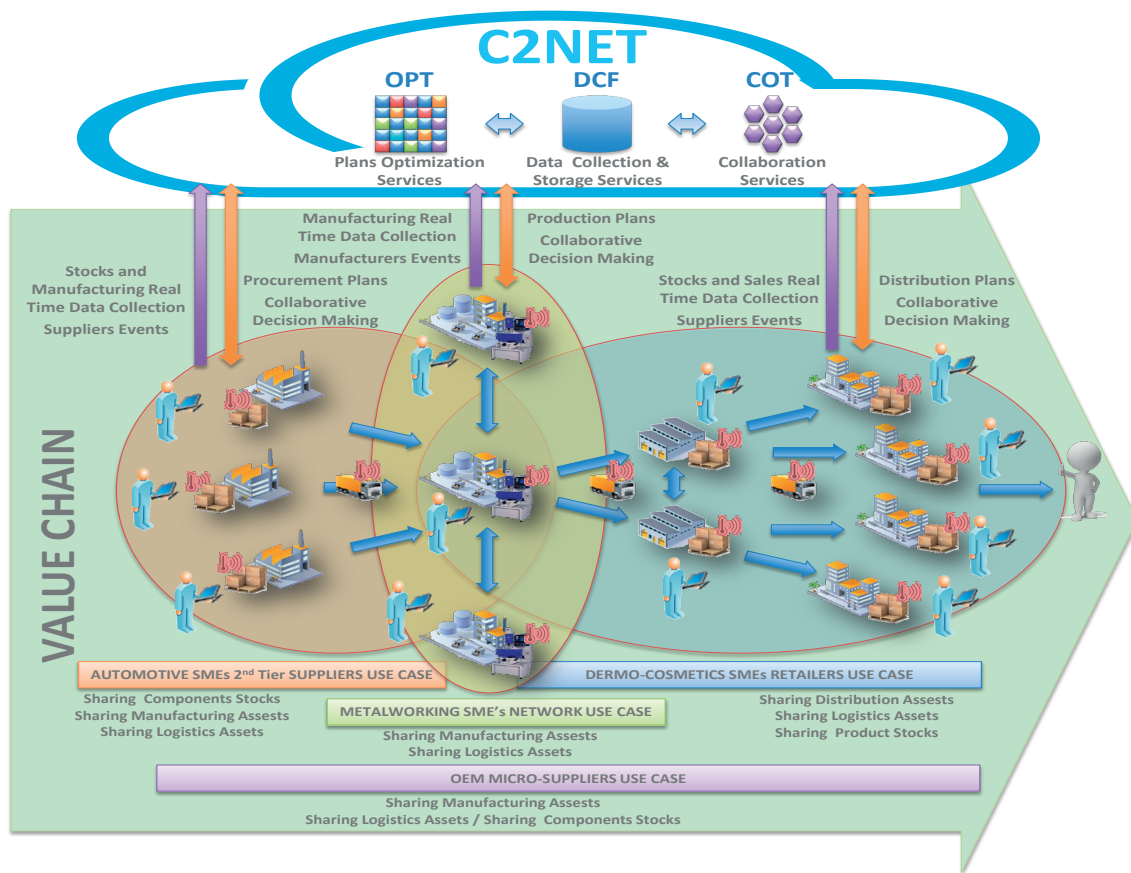 C2NET
OPT
DCF
COT
Plans Optimization
Services
Data Collection &
Storage Services
Collaboration
Services
Stocks and
Manufacturing Real
Time Data Collection
Suppliers Events
Procurement Plans
Collaborative
Decision Making
Manufacturing Real
Time Data Collection
Manufacturers Events
Production Plans
Collaborative
Decision Making
Stocks and Sales Real
Time Data Collection
Suppliers Events
Distribution Plans
Collaborative
Decision Making
VALUE CHAIN
AUTOMOTIVE SMEs 2nd Tier SUPPLIERS USE CASE
Sharing Components Stocks
Sharing Manufacturing Assests
Sharing Logistics Assets
METALWORKING SME's NETWORK USE CASE
Sharing Manufacturing Assests
Sharing Logistics Assets
DERMO-COSMETICS SMEs RETAILERS USE CASE
Sharing Distribution Assests
Sharing Logistics Assets
Sharing Product Stocks
OEM MICRO-SUPPLIERS USE CASE
Sharing Manufacturing Assests
Sharing Logistics Assets / Sharing Components Stocks